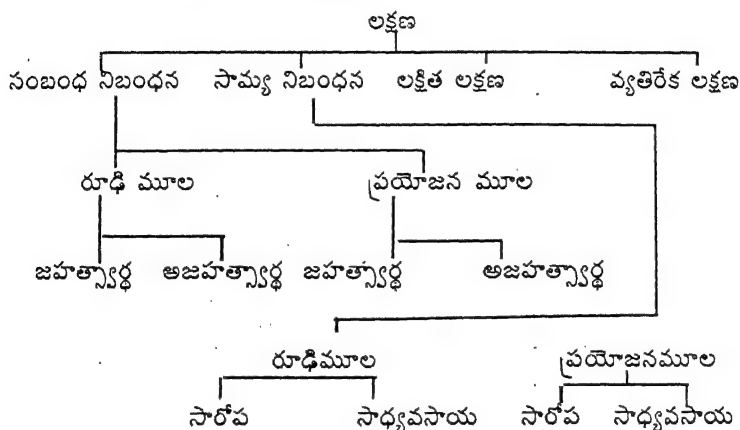 లక్షణ
సంబంధ నిబంధన సామ్య నిబంధన లక్షిత లక్షణ వ్యతిరేక లక్షణ
రూఢి మూల ప్రయోజన మూల
జహత్స్వార్థ అజహత్స్వార్థ జహత్స్వార్థ అజహత్స్వార్థ
రూఢిమూల ప్రయోజనమూల
సారోప సాధ్యవసాయ సారోప సాధ్యవసాయ